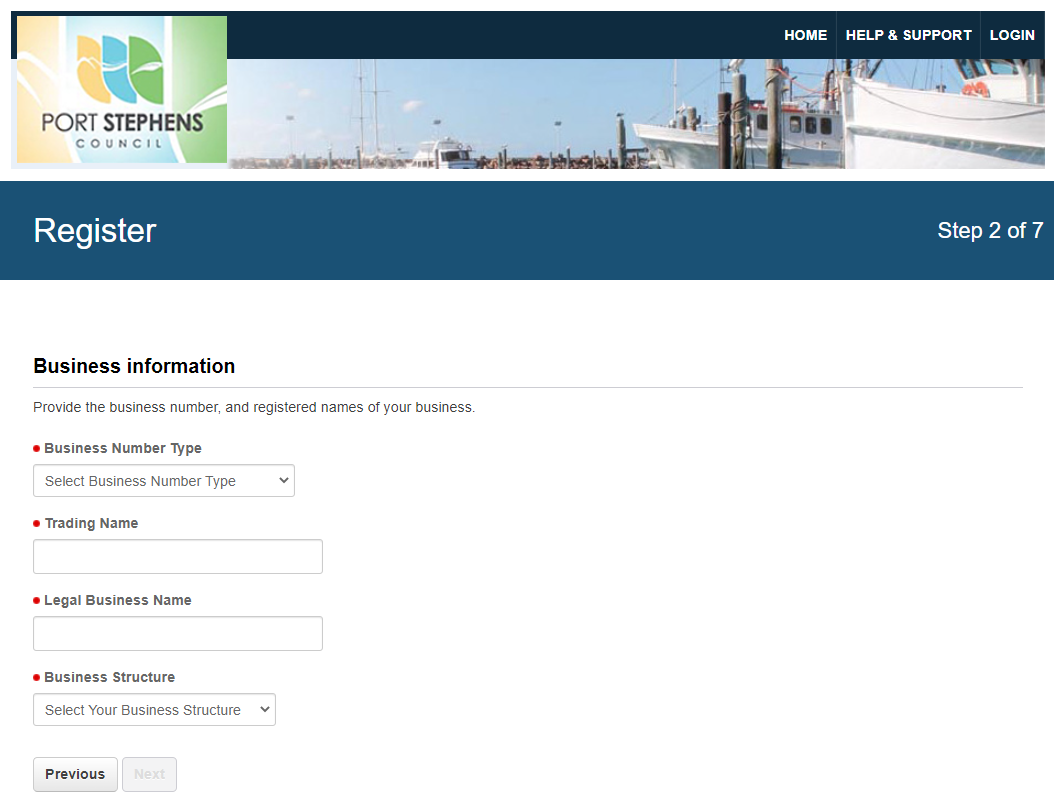 PORT STEPHENS
COUNCIL
HOME
HELP & SUPPORT
LOGIN
Register
Step 2 of 7
Business information
Provide the business number, and registered names of your business.
Business Number Type
Select Business Number Type
Trading Name
Legal Business Name
Business Structure
Select Your Business Structure
Previous
Next